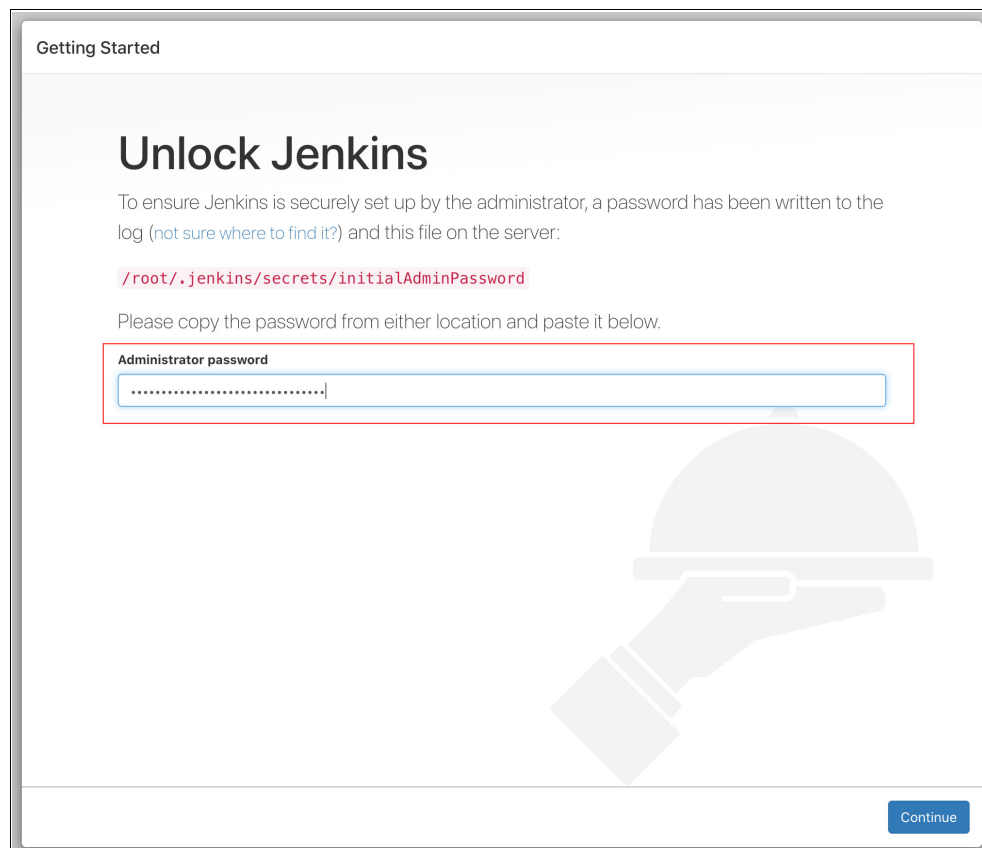 Getting Started
Unlock Jenkins
To ensure Jenkins is securely set up by the administrator, a password has been written to the
log (not sure where to find it?) and this file on the server:
/root/.jenkins/secrets/initialAdminPassword
Please copy the password from either location and paste it below.
Administrator password
Continue